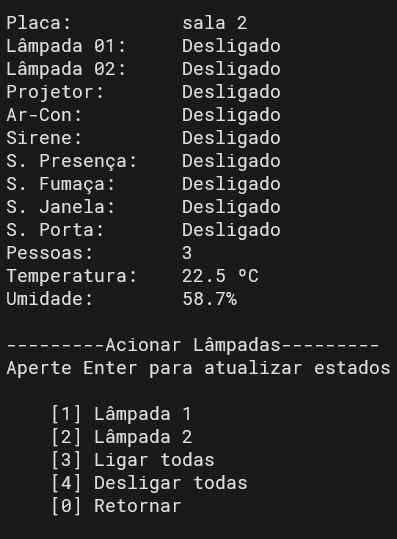 Placa: sala 2
Lâmpada 01: Desligado
Lâmpada 02: Desligado
Projetor: Desligado
Ar-Con: Desligado
Sirene: Desligado
S. Presença: Desligado
S. Fumaça: Desligado
S. Janela: Desligado
S. Porta: Desligado
Pessoas: 3
Temperatura: 22.5 ºC
Umidade: 58.7%
---------Acionar Lâmpadas---------
Aperte Enter para atualizar estados
[1] Lâmpada 1
[2] Lâmpada 2
[3] Ligar todas
[4] Desligar todas
[0] Retornar